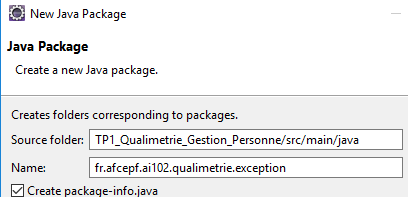 New Java Package
Java Package
Create a new Java package.
Creates folders corresponding to packages.
Source folder: TP1_Qualimetrie_Gestion_Personne/src/main/java
Name: fr.afcepf.ai102.qualimetrie.exception
Create package-info.java